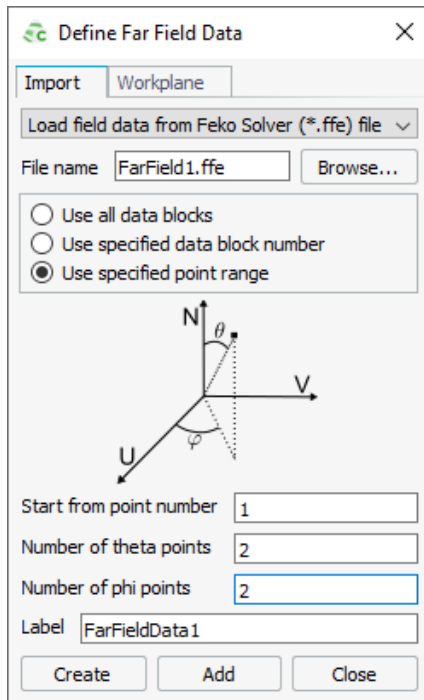 Define Far Field Data
Import Workplane
Load field data from Feko Solver (*.ffe) file
File name FarField1.ffe Browse...
Use all data blocks
Use specified data block number
Use specified point range
N
θ
V
φ
U
Start from point number 1
Number of theta points 2
Number of phi points 2
Label FarFieldData1
Create Add Close